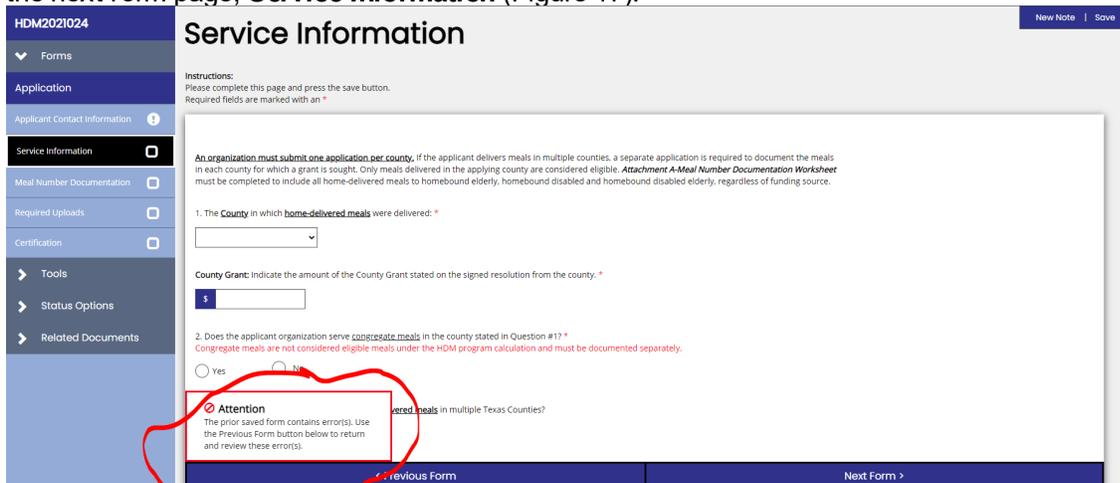 the next form page, Service Information (Figure 17).
HDM2021024
New Note | Save
Forms
Application
Applicant Contact Information
Service Information
Meal Number Documentation
Required Uploads
Certification
Tools
Status Options
Related Documents
Service Information
Instructions:
Please complete this page and press the save button.
Required fields are marked with an *
An organization must submit one application per county. If the applicant delivers meals in multiple counties, a separate application is required to document the meals
in each county for which a grant is sought. Only meals delivered in the applying county are considered eligible. Attachment A-Meal Number Documentation Worksheet
must be completed to include all home-delivered meals to homebound elderly, homebound disabled and homebound disabled elderly, regardless of funding source.
1. The County in which home-delivered meals were delivered: *
County Grant: Indicate the amount of the County Grant stated on the signed resolution from the county. *
$
2. Does the applicant organization serve congregate meals in the county stated in Question #1? *
Congregate meals are not considered eligible meals under the HDM program calculation and must be documented separately.
Yes No
vered meals in multiple Texas Counties?
Attention
The prior saved form contains error(s). Use
the Previous Form button below to return
and review these error(s).
< Previous Form
Next Form >